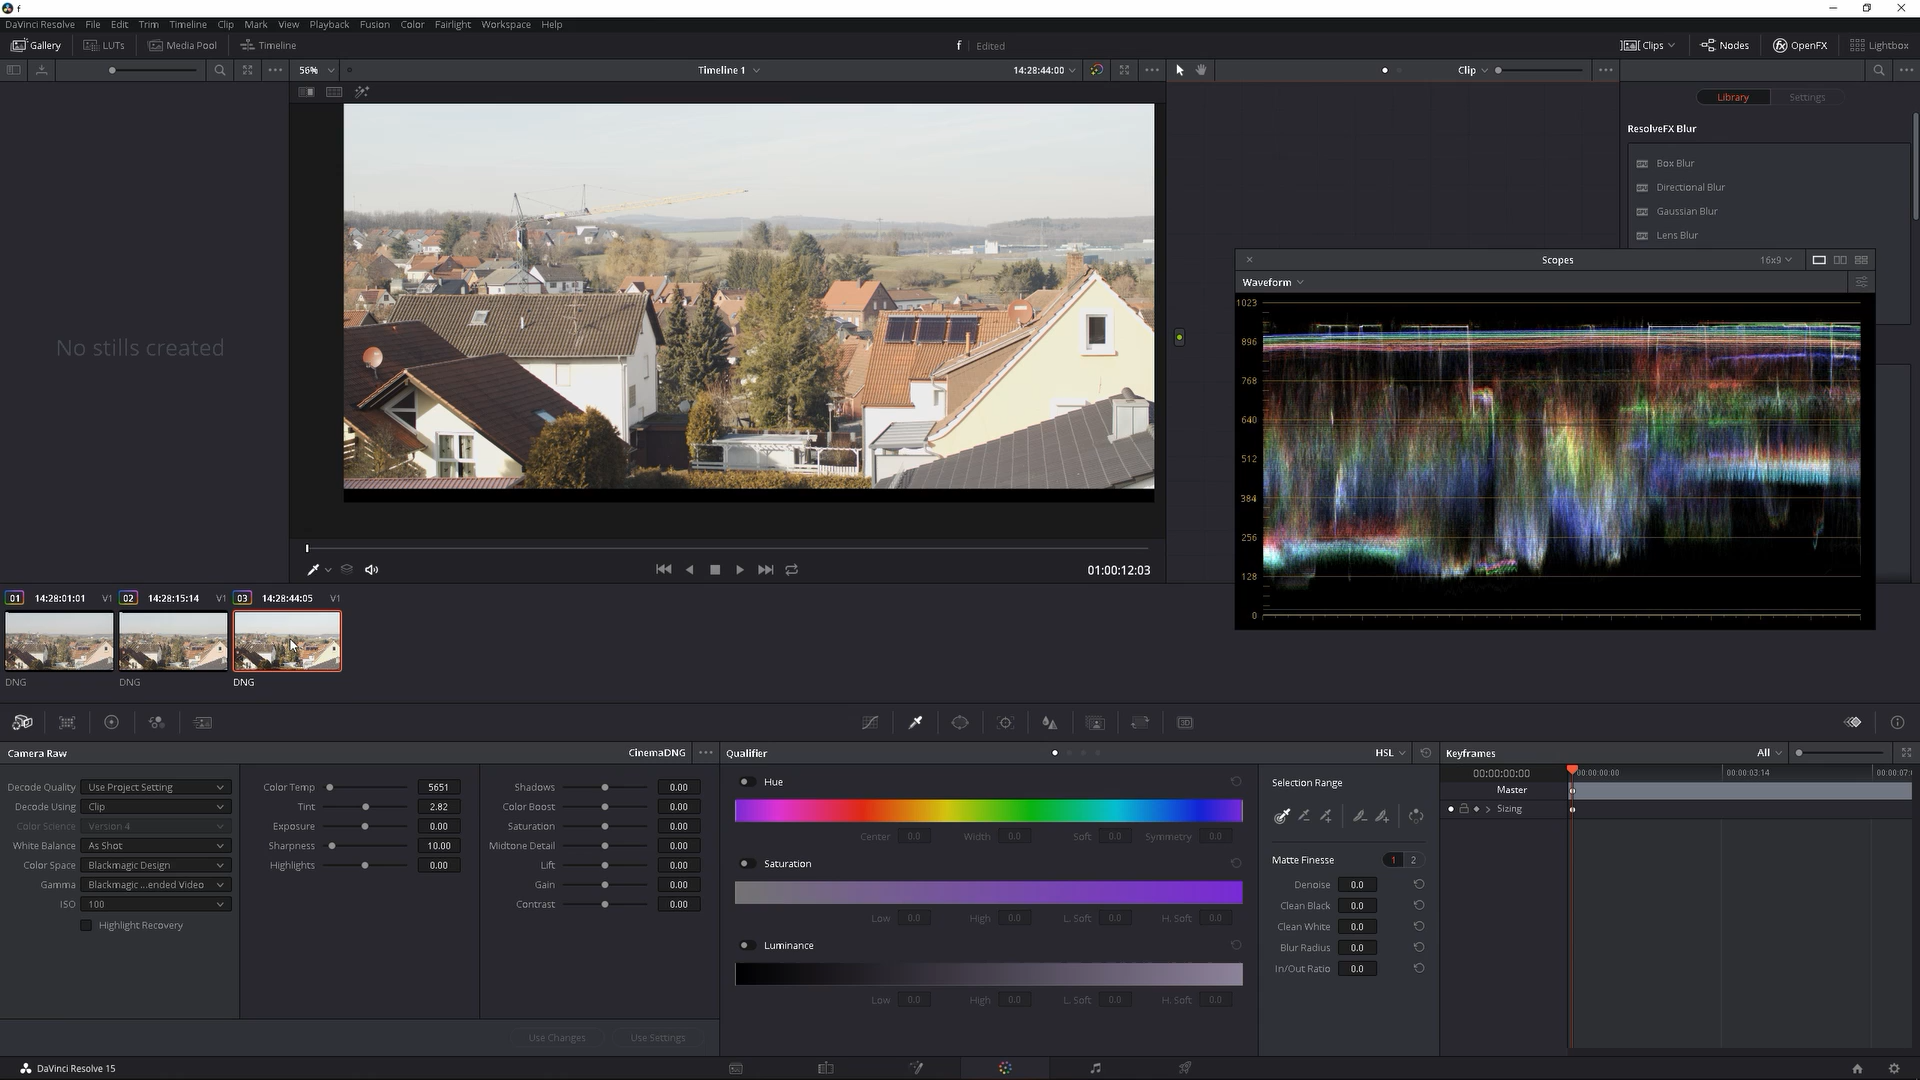 f
DaVinci Resolve File Edit Trim Timeline Clip Mark View Playback Fusion Color Fairlight Workspace Help
Gallery LUTs Media Pool Timeline f Edited Clips Nodes OpenFX Lightbox
56% Timeline 1 14:28:44:00 Clip
Library Settings
ResolveFX Blur
Box Blur
Directional Blur
Gaussian Blur
Lens Blur
Scopes 16x9
Waveform
1023
896
768
640
512
384
256
128
0
No stills created
01:00:12:03
01 14:28:01:01 V1 02 14:28:15:14 V1 03 14:28:44:05 V1
DNG DNG DNG
Camera Raw CinemaDNG
Decode Quality Use Project Setting
Decode Using Clip
Color Science Version 4
White Balance As Shot
Color Space Blackmagic Design
Gamma Blackmagic ...ended Video
ISO 100
Highlight Recovery
Color Temp 5651
Tint 2.82
Exposure 0.00
Sharpness 10.00
Highlights 0.00
Shadows 0.00
Color Boost 0.00
Saturation 0.00
Midtone Detail 0.00
Lift 0.00
Gain 0.00
Contrast 0.00
Use Changes Use Settings
Qualifier HSL
Hue
Center 0.0 Width 0.0 Soft 0.0 Symmetry 0.0
Saturation
Low 0.0 High 0.0 L. Soft 0.0 H. Soft 0.0
Luminance
Low 0.0 High 0.0 L. Soft 0.0 H. Soft 0.0
Selection Range
Matte Finesse 1 2
Denoise 0.0
Clean Black 0.0
Clean White 0.0
Blur Radius 0.0
In/Out Ratio 0.0
Keyframes All
00:00:00:00 00:00:00:00 00:00:03:14 00:00:07:
Master
Sizing
DaVinci Resolve 15